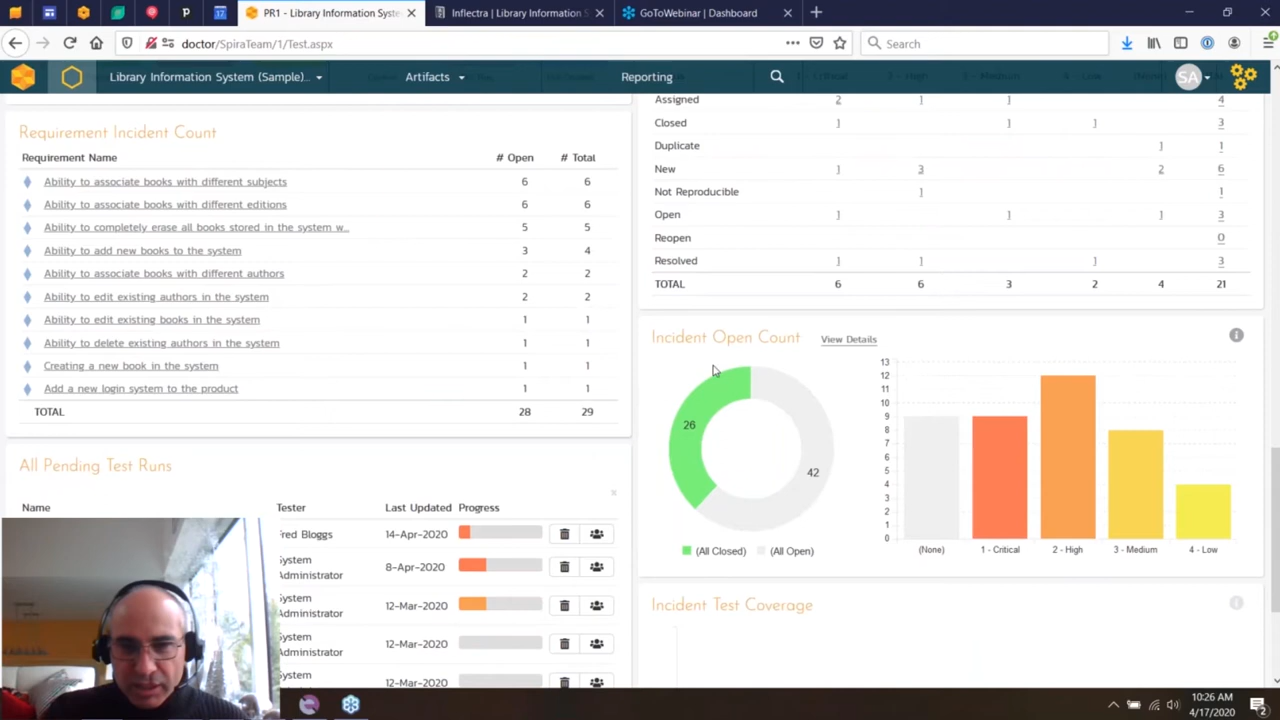 PR1 - Library Information Syste
Inflectra | Library Information S
GoToWebinar | Dashboard
17
doctor/SpiraTeam/1/Test.aspx
Search
Library Information System (Sample)...
Artifacts
Reporting
SA
Requirement Incident Count
Requirement Name # Open # Total
Ability to associate books with different subjects 6 6
Ability to associate books with different editions 6 6
Ability to completely erase all books stored in the system w... 5 5
Ability to add new books to the system 3 4
Ability to associate books with different authors 2 2
Ability to edit existing authors in the system 2 2
Ability to edit existing books in the system 1 1
Ability to delete existing authors in the system 1 1
Creating a new book in the system 1 1
Add a new login system to the product 1 1
TOTAL 28 29
All Pending Test Runs
Name Tester Last Updated Progress
Fred Bloggs 14-Apr-2020
System
Administrator 8-Apr-2020
System
Administrator 12-Mar-2020
System
Administrator 12-Mar-2020
System 12-Mar-2020
Assigned 2 1 1 4
Closed 1 1 1 3
Duplicate 1 1
New 1 3 2 6
Not Reproducible 1 1
Open 1 1 1 3
Reopen 0
Resolved 1 1 1 3
TOTAL 6 6 3 2 4 21
Incident Open Count View Details
26
42
(All Closed) (All Open)
13
12
11
10
9
8
7
6
5
4
3
2
1
0
(None) 1 - Critical 2 - High 3 - Medium 4 - Low
Incident Test Coverage
10:26 AM
4/17/2020
2